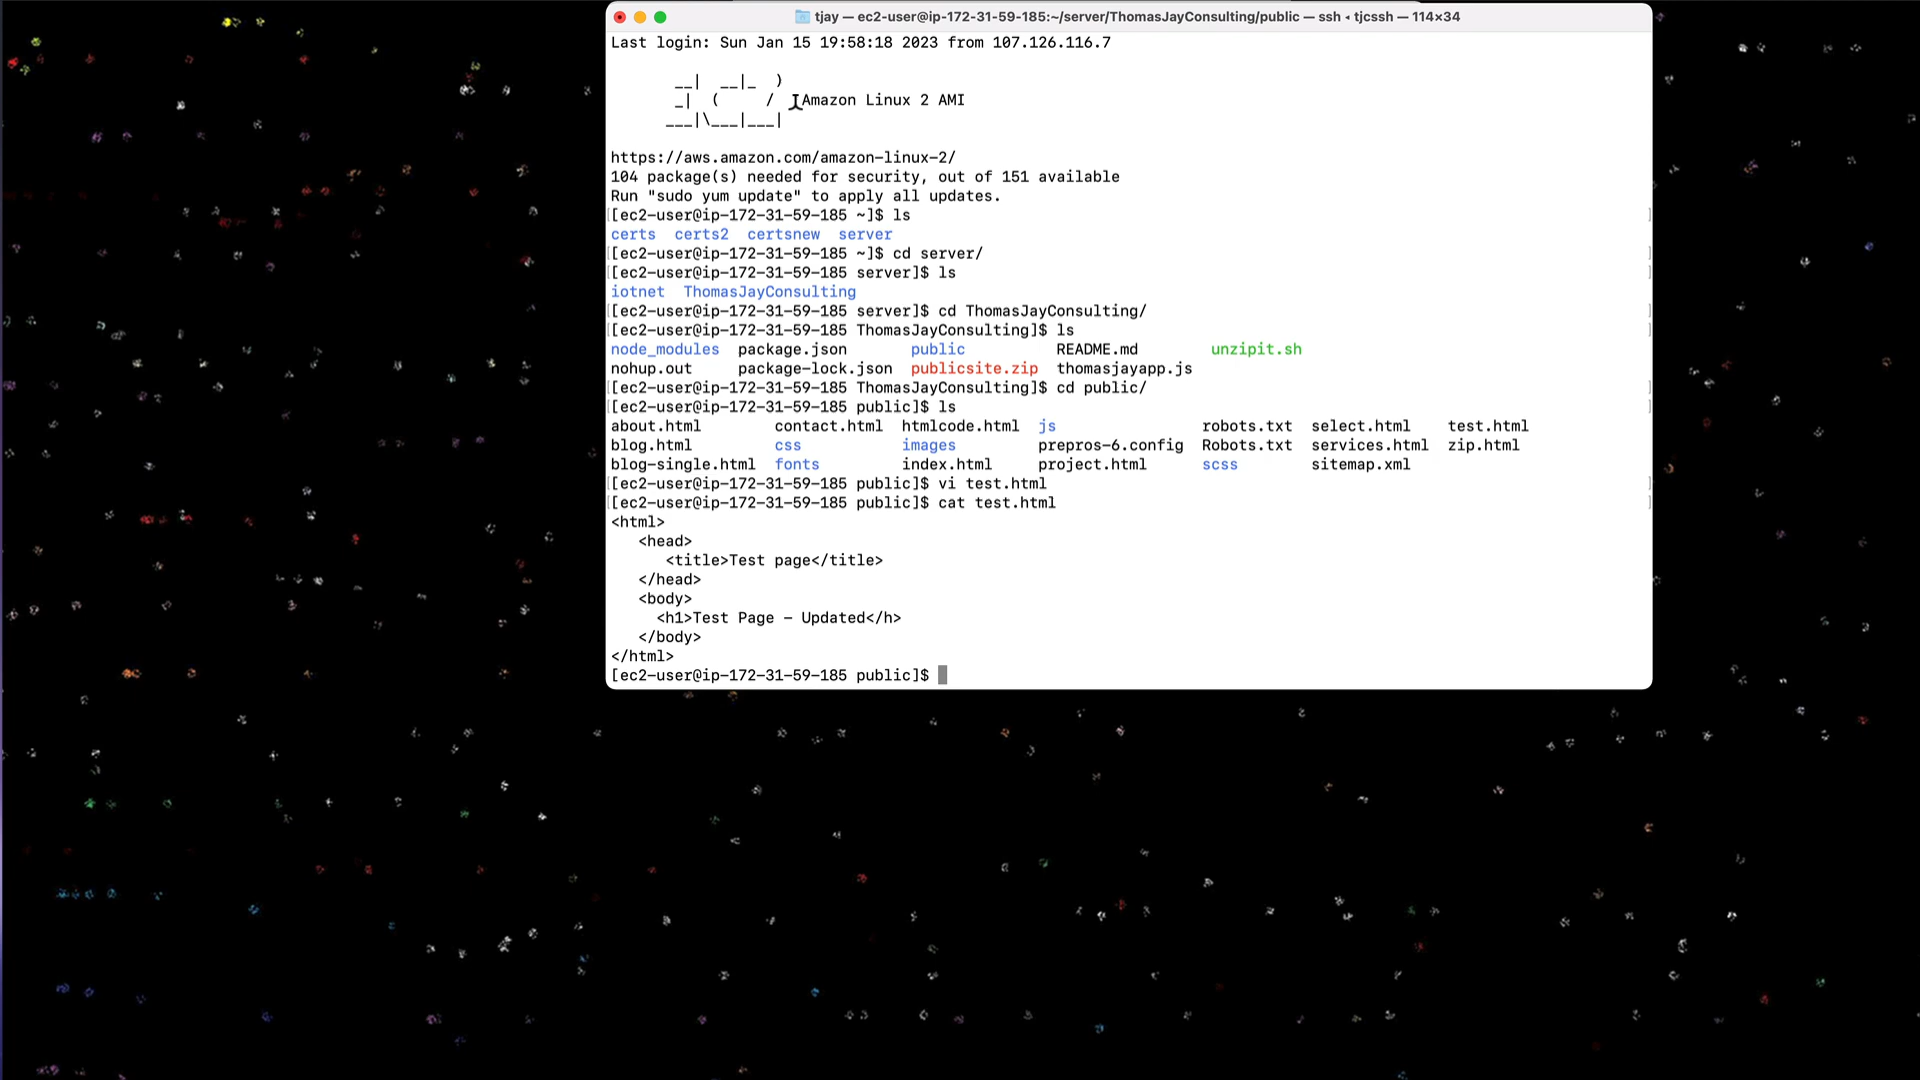 tjay — ec2-user@ip-172-31-59-185:~/server/ThomasJayConsulting/public — ssh ◂ tjcssh — 114×34
Last login: Sun Jan 15 19:58:18 2023 from 107.126.116.7
       __|  __|_  )
       _|  (     /   Amazon Linux 2 AMI
      ___|\___|___|
https://aws.amazon.com/amazon-linux-2/
104 package(s) needed for security, out of 151 available
Run "sudo yum update" to apply all updates.
[ec2-user@ip-172-31-59-185 ~]$ ls
certs  certs2  certsnew  server
[ec2-user@ip-172-31-59-185 ~]$ cd server/
[ec2-user@ip-172-31-59-185 server]$ ls
iotnet  ThomasJayConsulting
[ec2-user@ip-172-31-59-185 server]$ cd ThomasJayConsulting/
[ec2-user@ip-172-31-59-185 ThomasJayConsulting]$ ls
node_modules  package.json       public          README.md        unzipit.sh
nohup.out     package-lock.json  publicsite.zip  thomasjayapp.js
[ec2-user@ip-172-31-59-185 ThomasJayConsulting]$ cd public/
[ec2-user@ip-172-31-59-185 public]$ ls
about.html        contact.html  htmlcode.html  js                 robots.txt  select.html    test.html
blog.html         css           images         prepros-6.config  Robots.txt  services.html  zip.html
blog-single.html  fonts         index.html     project.html      scss        sitemap.xml
[ec2-user@ip-172-31-59-185 public]$ vi test.html
[ec2-user@ip-172-31-59-185 public]$ cat test.html
<html>
   <head>
      <title>Test page</title>
   </head>
   <body>
     <h1>Test Page – Updated</h>
   </body>
</html>
[ec2-user@ip-172-31-59-185 public]$